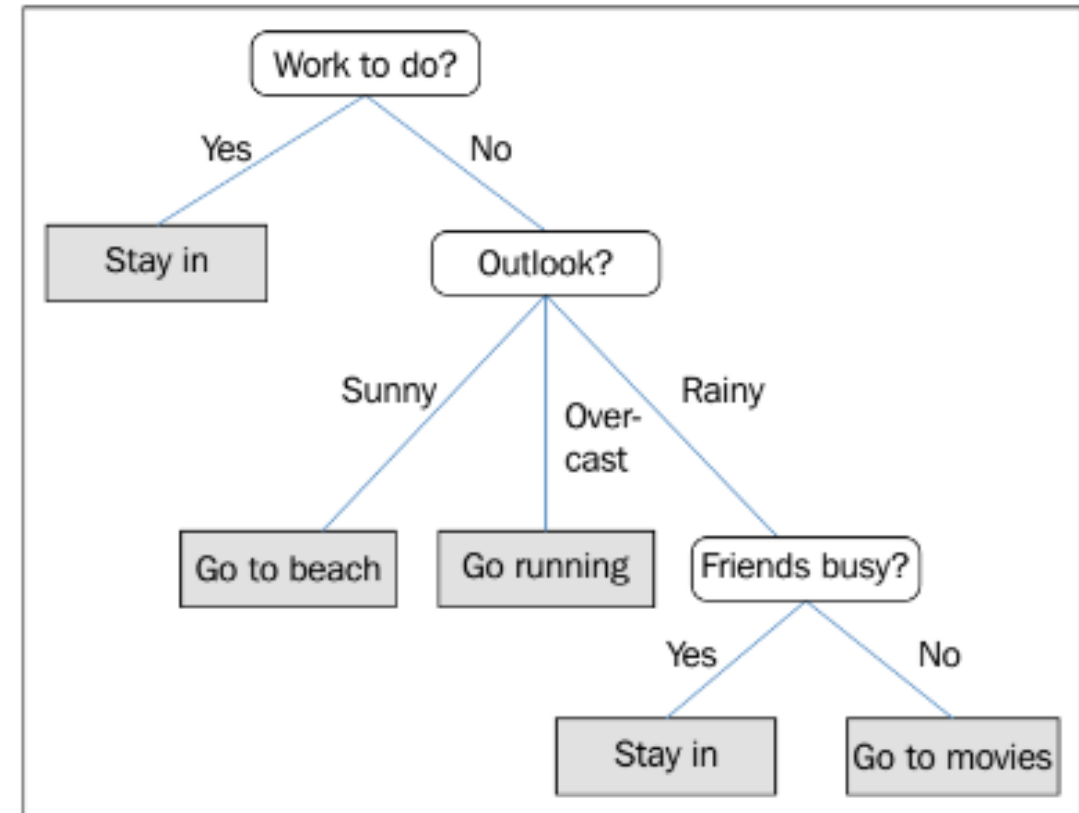 Work to do?
Yes
No
Stay in
Outlook?
Sunny
Over-
cast
Rainy
Go to beach
Go running
Friends busy?
Yes
No
Stay in
Go to movies